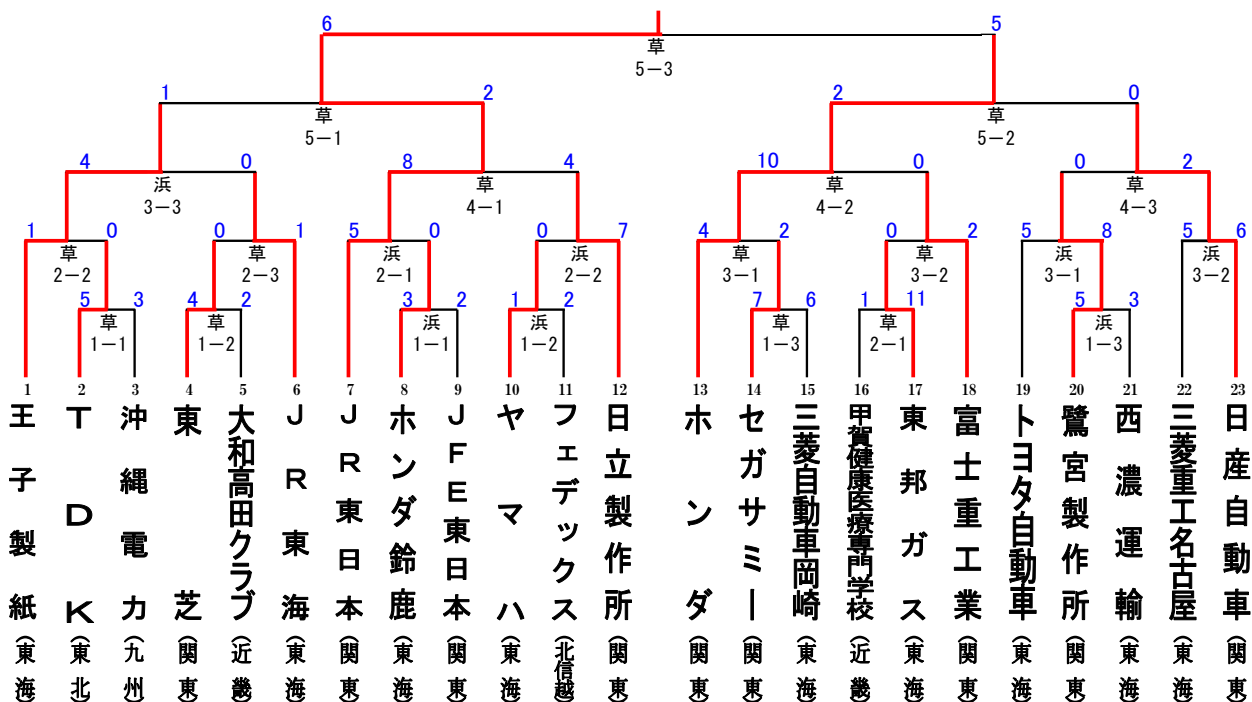 6 5
草
5－3
1 2 2 0
草 草
5－1 5－2
4 0 8 4 10 0 0 2
浜 草 草 草
3－3 4－1 4－2 4－3
1 0 0 1 5 0 0 7 4 2 0 2 5 8 5 6
草 草 浜 浜 草 草 浜 浜
2－2 2－3 2－1 2－2 3－1 3－2 3－1 3－2
5 3 4 2 3 2 1 2 7 6 1 11 5 3
草 草 浜 浜 草 草 浜
1－1 1－2 1－1 1－2 1－3 2－1 1－3
1 2 3 4 5 6 7 8 9 10 11 12 13 14 15 16 17 18 19 20 21 22 23
王子製紙（東海）
ＴＤＫ（東北）
沖縄電力（九州）
東芝（関東）
大和高田クラブ（近畿）
ＪＲ東海（東海）
ＪＲ東日本（関東）
ホンダ鈴鹿（東海）
ＪＦＥ東日本（関東）
ヤマハ（東海）
フェデックス（北信越）
日立製作所（関東）
ホンダ（関東）
セガサミー（関東）
三菱自動車岡崎（東海）
甲賀健康医療専門学校（近畿）
東邦ガス（東海）
富士重工業（関東）
トヨタ自動車（東海）
鷺宮製作所（関東）
西濃運輸（東海）
三菱重工名古屋（東海）
日産自動車（関東）